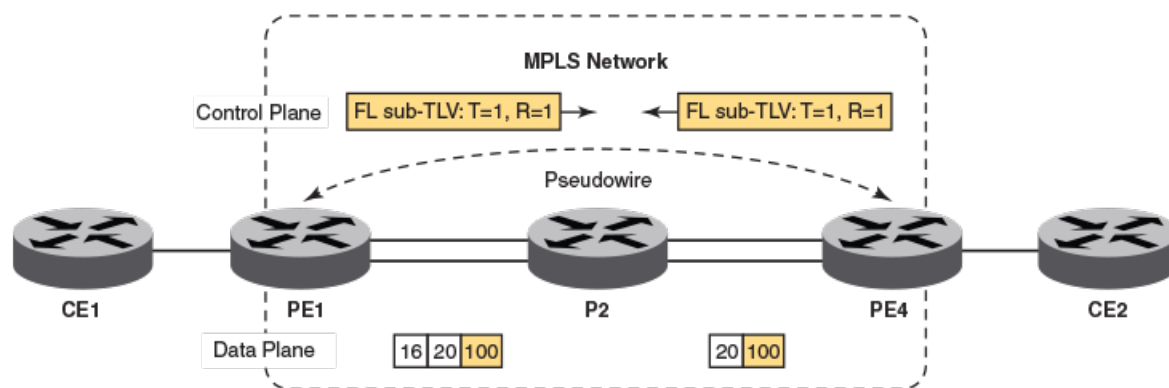 MPLS Network
Control Plane
FL sub-TLV: T=1, R=1
FL sub-TLV: T=1, R=1
Pseudowire
CE1
PE1
P2
PE4
CE2
Data Plane
16 20 100
20 100